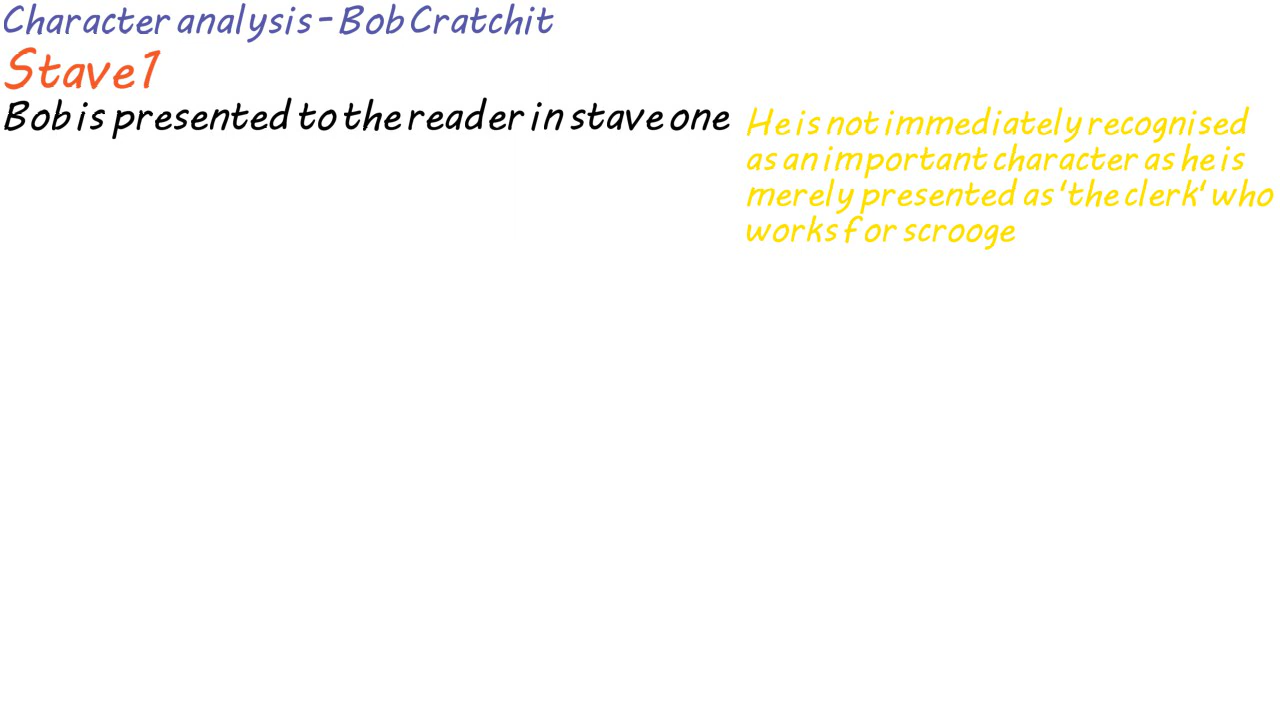 Character analysis - Bob Cratchit
Stave 1
Bob is presented to the reader in stave one
He is not immediately recognised
as an important character as he is
merely presented as 'the clerk' who
works for scrooge